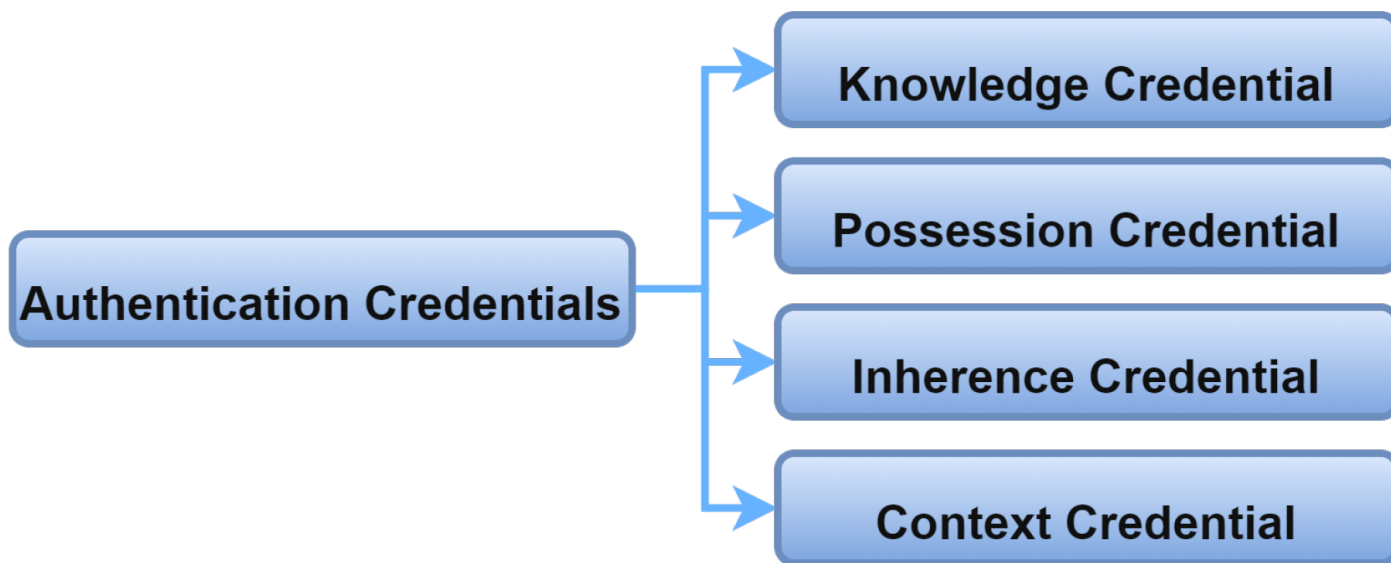 Knowledge Credential
Possession Credential
Authentication Credentials
Inherence Credential
Context Credential